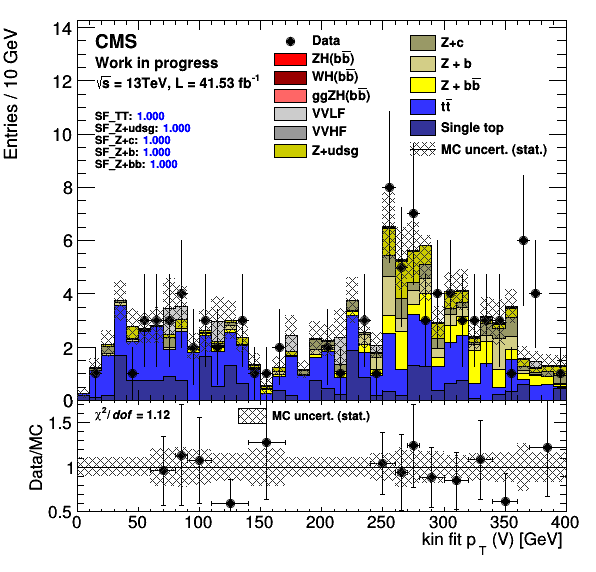 CMS
Work in progress
√s = 13TeV, L = 41.53 fb⁻¹
SF_TT: 1.000
SF_Z+udsg: 1.000
SF_Z+c: 1.000
SF_Z+b: 1.000
SF_Z+bb: 1.000
Data
ZH(bb̅)
WH(bb̅)
ggZH(bb̅)
VVLF
VVHF
Z+udsg
Z+c
Z + b
Z + bb̅
tt̅
Single top
MC uncert. (stat.)
Entries / 10 GeV
14
12
10
8
6
4
2
0
χ²/ dof = 1.12
MC uncert. (stat.)
Data/MC
1.5
1
0.5
0 50 100 150 200 250 300 350 400
kin fit p_T (V) [GeV]